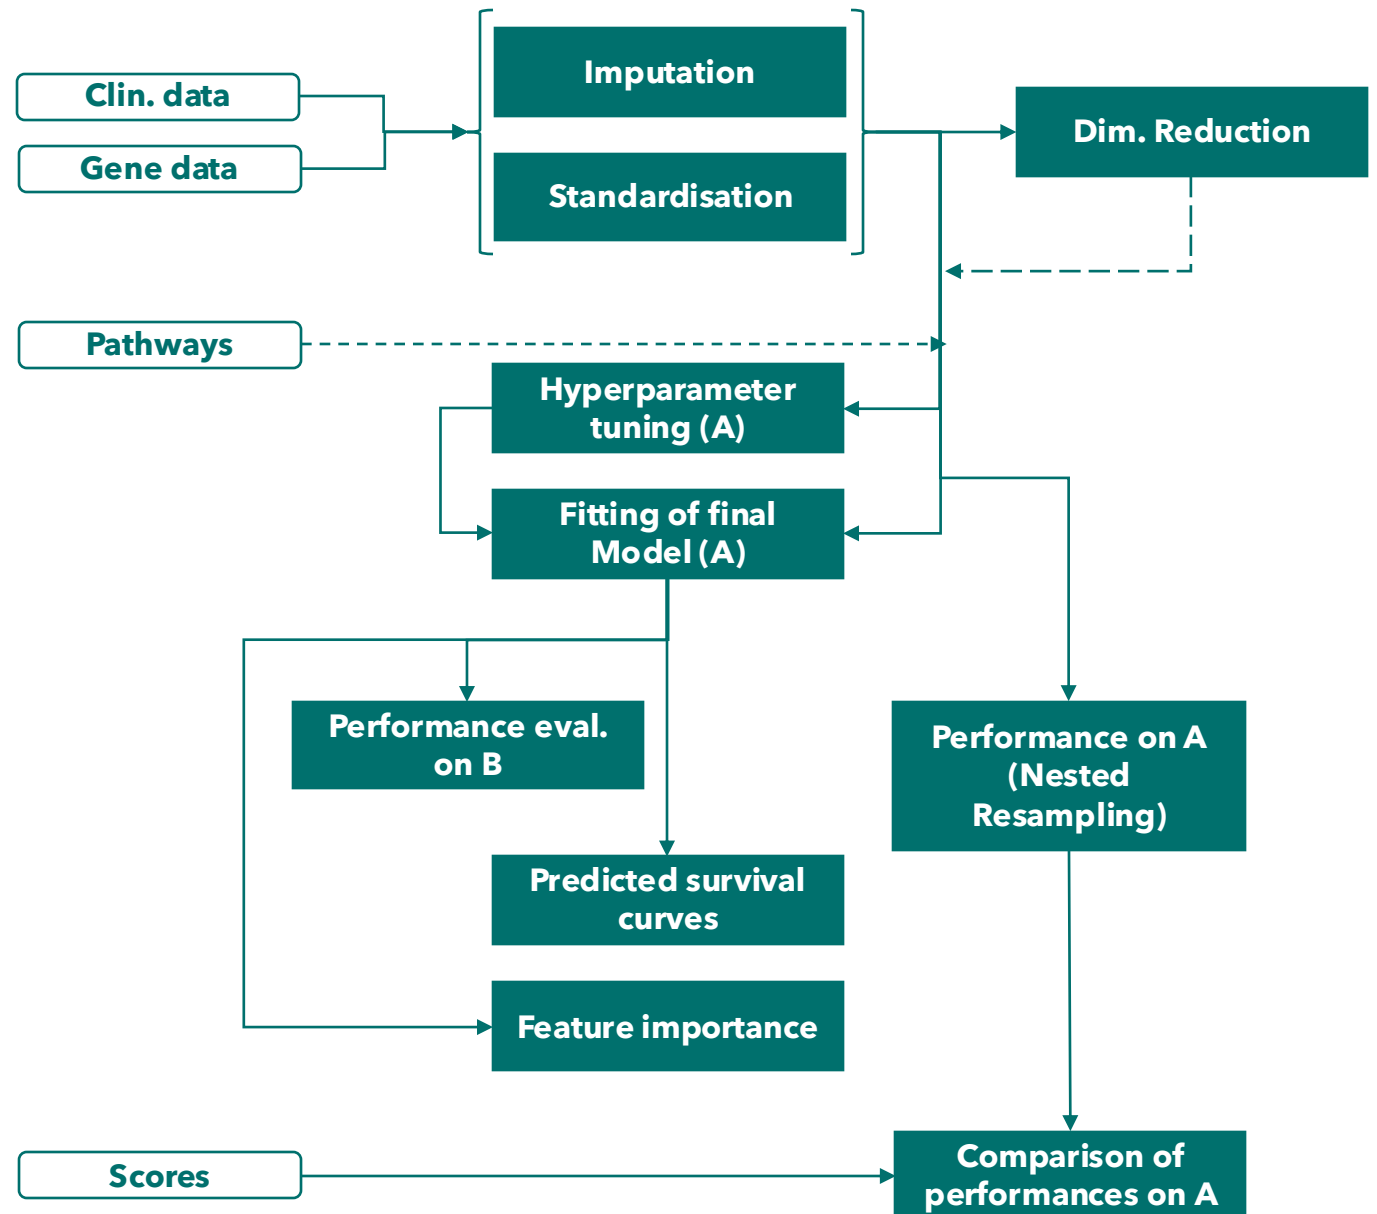 Imputation
Clin. data
Dim. Reduction
Gene data
Standardisation
Pathways
Hyperparameter
tuning (A)
Fitting of final
Model (A)
Performance eval.
on B
Performance on A
(Nested
Resampling)
Predicted survival
curves
Feature importance
Scores
Comparison of
performances on A